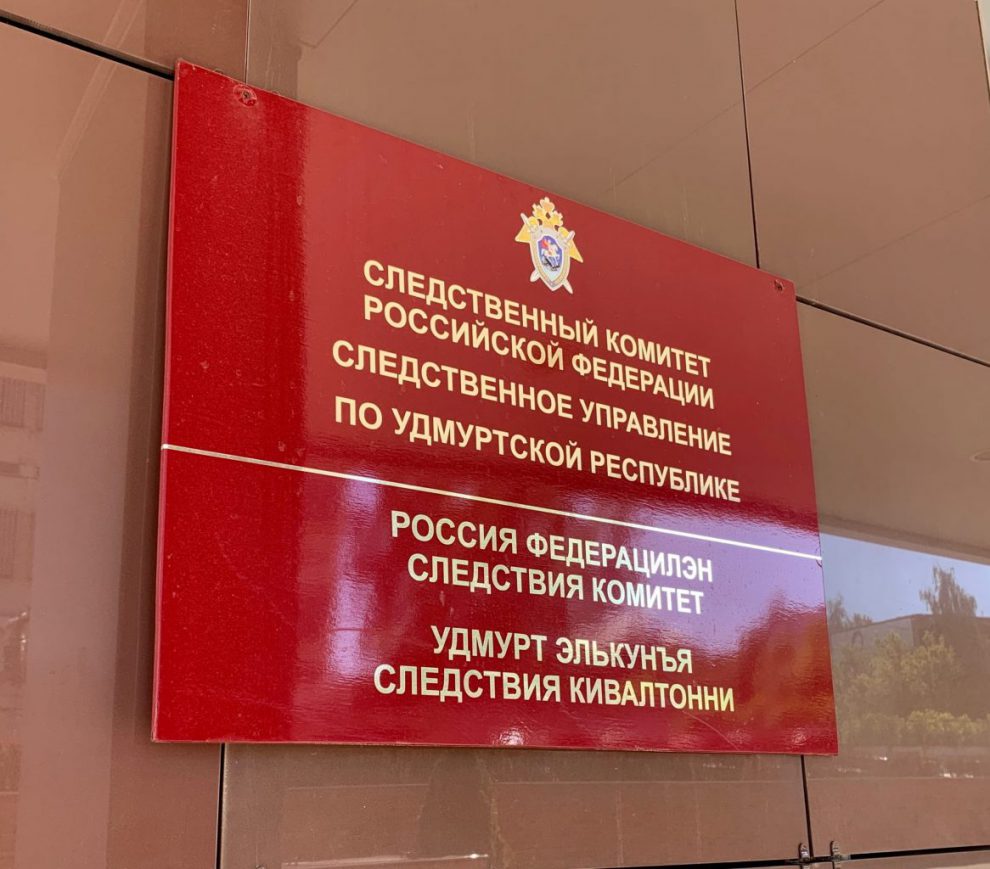 СЛЕДСТВЕННЫЙ КОМИТЕТ
РОССИЙСКОЙ ФЕДЕРАЦИИ
СЛЕДСТВЕННОЕ УПРАВЛЕНИЕ
ПО УДМУРТСКОЙ РЕСПУБЛИКЕ
РОССИЯ ФЕДЕРАЦИЛЭН
СЛЕДСТВИЯ КОМИТЕТ
УДМУРТ ЭЛЬКУНЪЯ
СЛЕДСТВИЯ КИВАЛТОННИ